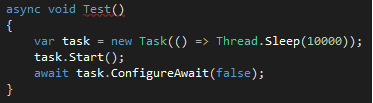 async void Test()
{
    var task = new Task(() => Thread.Sleep(10000));
    task.Start();
    await task.ConfigureAwait(false);
}